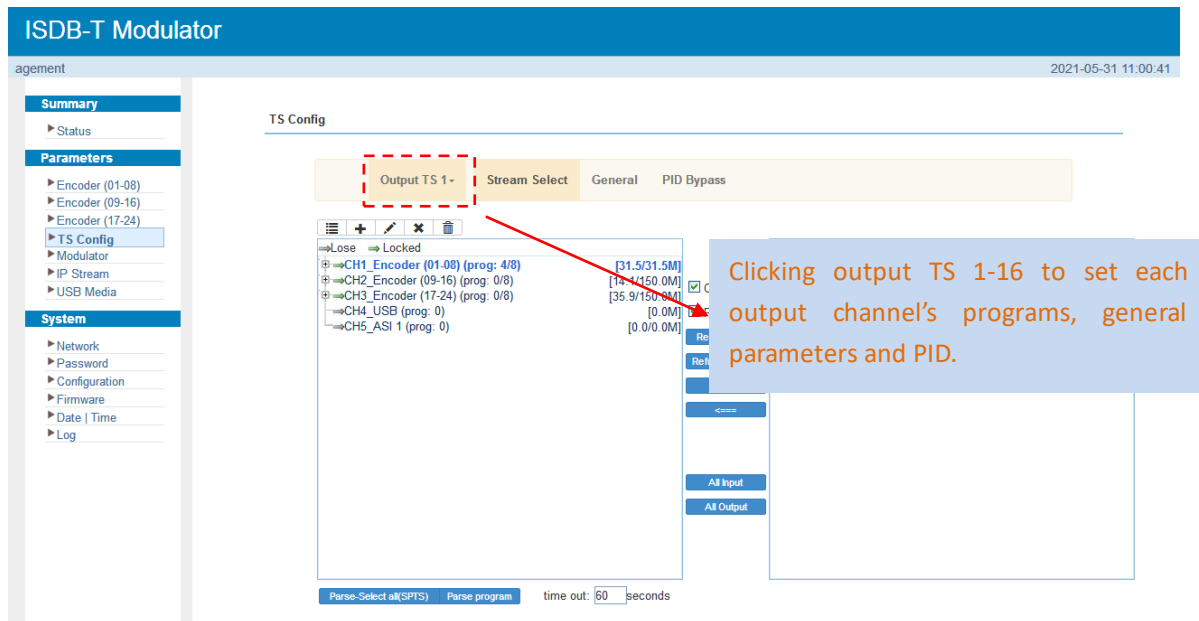 ISDB-T Modulator
agement
2021-05-31 11:00:41
Summary
Status
Parameters
Encoder (01-08)
Encoder (09-16)
Encoder (17-24)
TS Config
Modulator
IP Stream
USB Media
System
Network
Password
Configuration
Firmware
Date | Time
Log
TS Config
Output TS 1
Stream Select
General
PID Bypass
Lose
Locked
CH1_Encoder (01-08) (prog: 4/8) [31.5/31.5M]
CH2_Encoder (09-16) (prog: 0/8) [14.1/150.0M]
CH3_Encoder (17-24) (prog: 0/8) [35.9/150.0M]
CH4_USB (prog: 0) [0.0M]
CH5_ASI 1 (prog: 0) [0.0/0.0M]
<===
All Input
All Output
Clicking output TS 1-16 to set each
output channel’s programs, general
parameters and PID.
Parse-Select all(SPTS)
Parse program
time out: 60 seconds